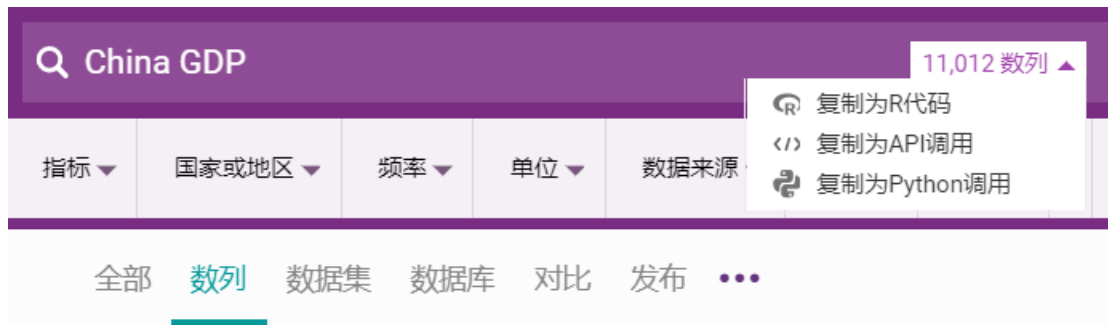 China GDP
11,012 数列
复制为R代码
复制为API调用
复制为Python调用
指标 国家或地区 频率 单位 数据来源
全部 数列 数据集 数据库 对比 发布 •••